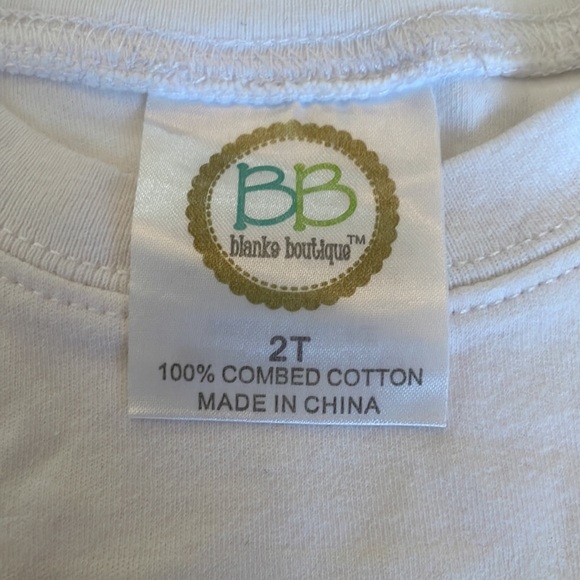 BB
blanks boutique™
2T
100% COMBED COTTON
MADE IN CHINA